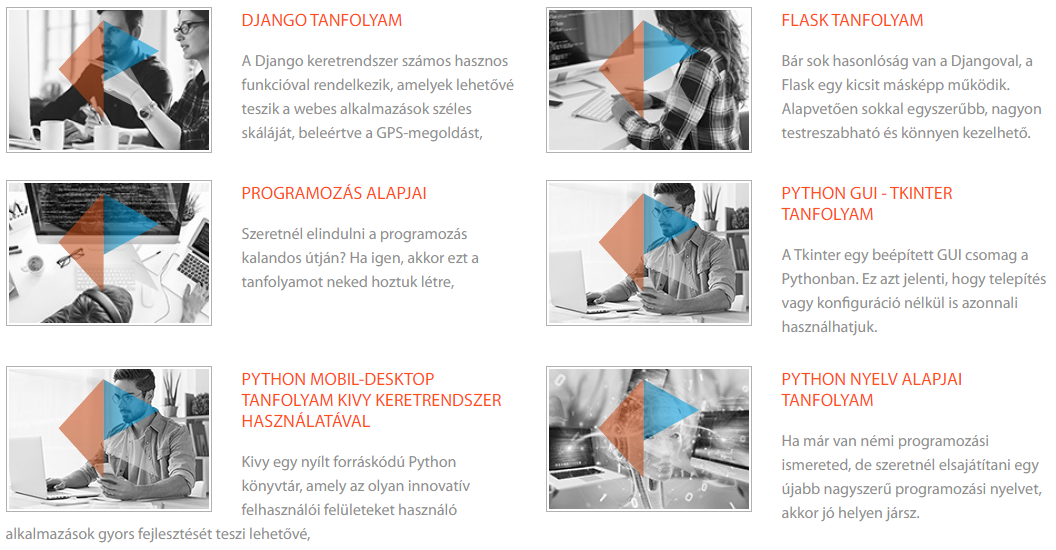 DJANGO TANFOLYAM
A Django keretrendszer számos hasznos
funkcióval rendelkezik, amelyek lehetővé
teszik a webes alkalmazások széles
skáláját, beleértve a GPS-megoldást,
FLASK TANFOLYAM
Bár sok hasonlóság van a Djangoval, a
Flask egy kicsit másképp működik.
Alapvetően sokkal egyszerűbb, nagyon
testreszabható és könnyen kezelhető.
PROGRAMOZÁS ALAPJAI
Szeretnél elindulni a programozás
kalandos útján? Ha igen, akkor ezt a
tanfolyamot neked hoztuk létre,
PYTHON GUI - TKINTER
TANFOLYAM
A Tkinter egy beépített GUI csomag a
Pythonban. Ez azt jelenti, hogy telepítés
vagy konfiguráció nélkül is azonnali
használhatjuk.
PYTHON MOBIL-DESKTOP
TANFOLYAM KIVY KERETRENDSZER
HASZNÁLATÁVAL
Kivy egy nyílt forráskódú Python
könyvtár, amely az olyan innovatív
felhasználói felületeket használó
alkalmazások gyors fejlesztését teszi lehetővé,
PYTHON NYELV ALAPJAI
TANFOLYAM
Ha már van némi programozási
ismereted, de szeretnél elsajátítani egy
újabb nagyszerű programozási nyelvet,
akkor jó helyen jársz.